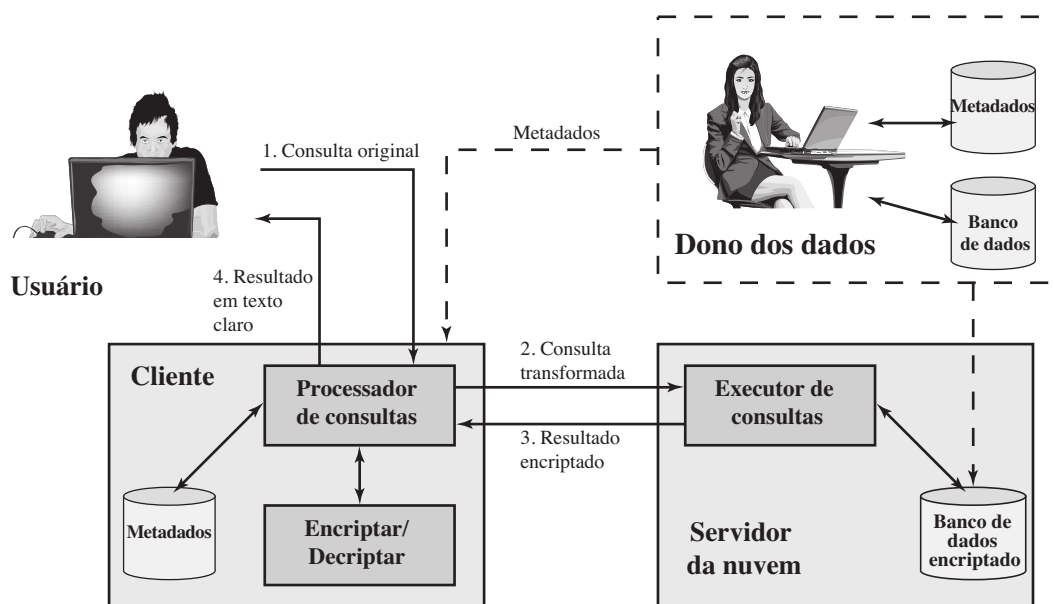 Metadados
Banco
de dados
Dono dos dados
Metadados
1. Consulta original
Usuário
4. Resultado
em texto
claro
Cliente
Processador
de consultas
Metadados
Encriptar/
Decriptar
2. Consulta
transformada
3. Resultado
encriptado
Executor de
consultas
Servidor
da nuvem
Banco de
dados
encriptado